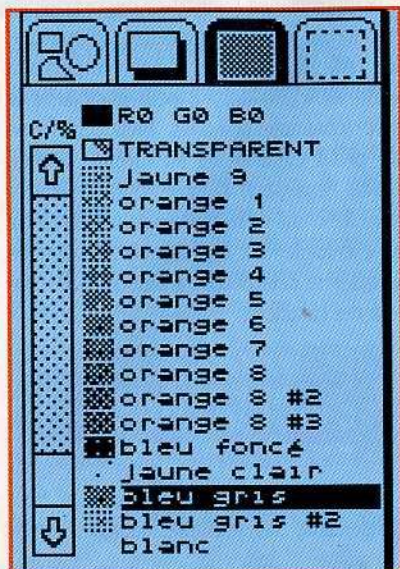 C/%
R0 G0 B0
TRANSPARENT
Jaune 9
orange 1
orange 2
orange 3
orange 4
orange 5
orange 6
orange 7
orange 8
orange 8 #2
orange 8 #3
bleu foncé
Jaune clair
bleu gris
bleu gris #2
blanc